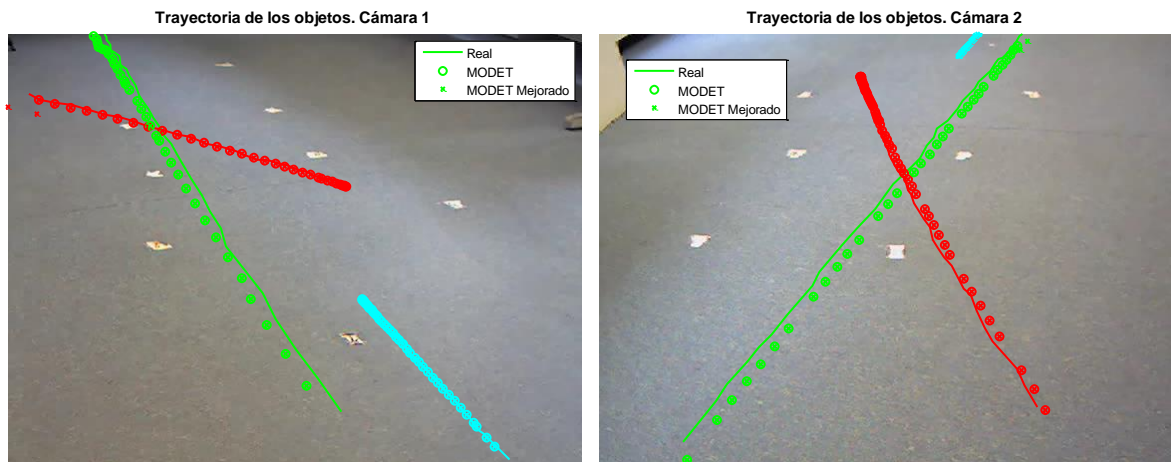 Trayectoria de los objetos. Cámara 1
Real
MODET
MODET Mejorado
Trayectoria de los objetos. Cámara 2
Real
MODET
MODET Mejorado